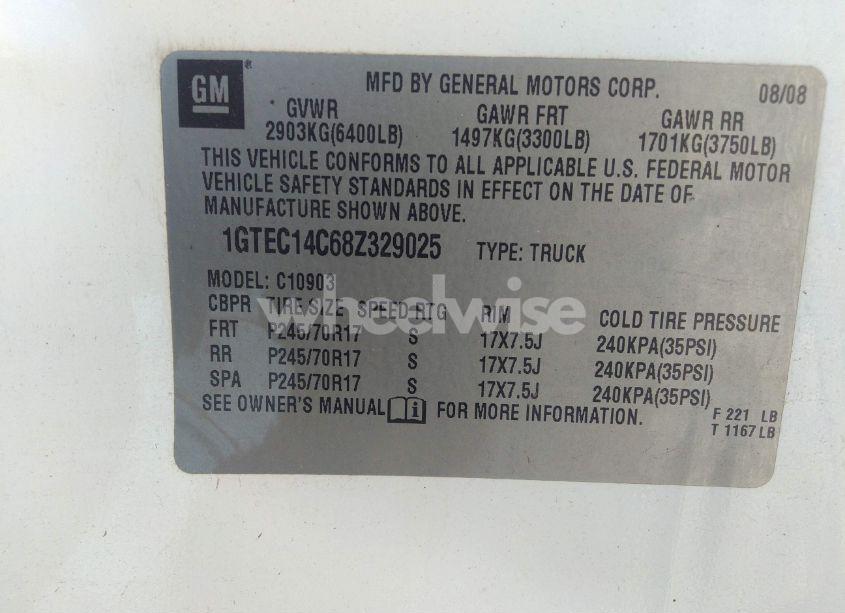 GM®
MFD BY GENERAL MOTORS CORP. 08/08
GVWR GAWR FRT GAWR RR
2903KG(6400LB) 1497KG(3300LB) 1701KG(3750LB)
THIS VEHICLE CONFORMS TO ALL APPLICABLE U.S. FEDERAL MOTOR
VEHICLE SAFETY STANDARDS IN EFFECT ON THE DATE OF
MANUFACTURE SHOWN ABOVE.
1GTEC14C68Z329025 TYPE: TRUCK
MODEL: C10903
wheelwise
CBPR TIRE SIZE SPEED RTG RIM COLD TIRE PRESSURE
FRT P245/70R17 S 17X7.5J 240KPA(35PSI)
RR P245/70R17 S 17X7.5J 240KPA(35PSI)
SPA P245/70R17 S 17X7.5J 240KPA(35PSI)
SEE OWNER'S MANUAL i FOR MORE INFORMATION.
F 221 LB
T 1167 LB